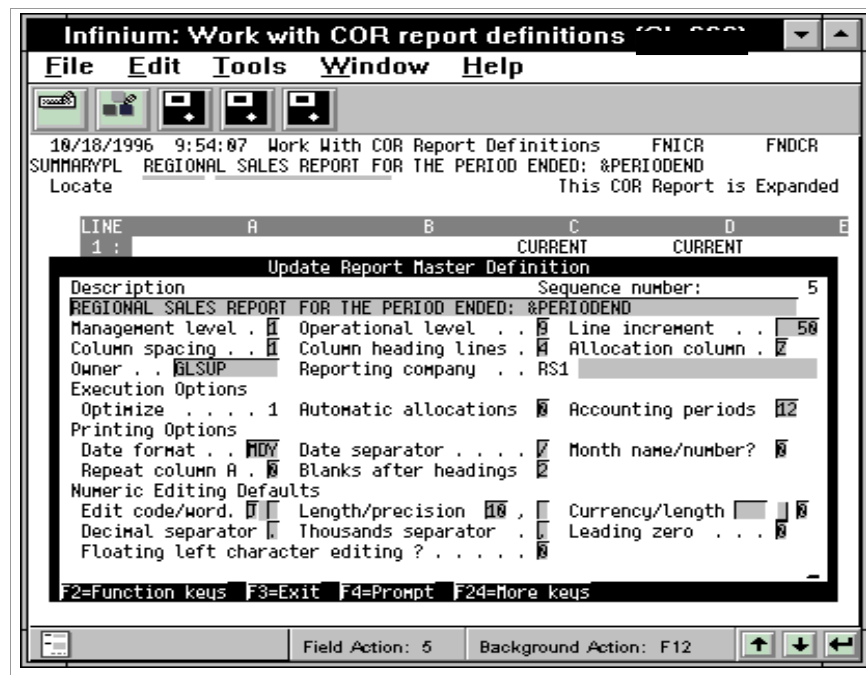 Infinium: Work with COR report definitions
File Edit Tools Window Help
10/18/1996 9:54:07 Work With COR Report Definitions FNICR FNDCR
SUMMARYPL REGIONAL SALES REPORT FOR THE PERIOD ENDED: &PERIODEND
Locate This COR Report is Expanded
LINE A B C D E
1 : CURRENT CURRENT
Update Report Master Definition
Description Sequence number: 5
REGIONAL SALES REPORT FOR THE PERIOD ENDED: &PERIODEND
Management level . 1 Operational level . . 9 Line increment . . 50
Column spacing . . 1 Column heading lines . 4 Allocation column . Z
Owner . . GLSUP Reporting company . . RS1
Execution Options
Optimize . . . . 1 Automatic allocations 0 Accounting periods 12
Printing Options
Date format . . MDY Date separator . . . . / Month name/number? 0
Repeat column A . 0 Blanks after headings 2
Numeric Editing Defaults
Edit code/word. J Length/precision 10 , Currency/length 0
Decimal separator . Thousands separator . , Leading zero . . . 0
Floating left character editing ? . . . . . 0
F2=Function keys F3=Exit F4=Prompt F24=More keys
Field Action: 5 Background Action: F12